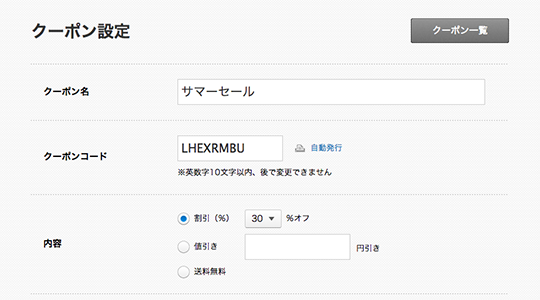 クーポン設定
クーポン一覧
クーポン名
サマーセール
クーポンコード
LHEXRMBU
自動発行
※英数字10文字以内、後で変更できません
内容
割引（%）
30
%オフ
値引き
円引き
送料無料